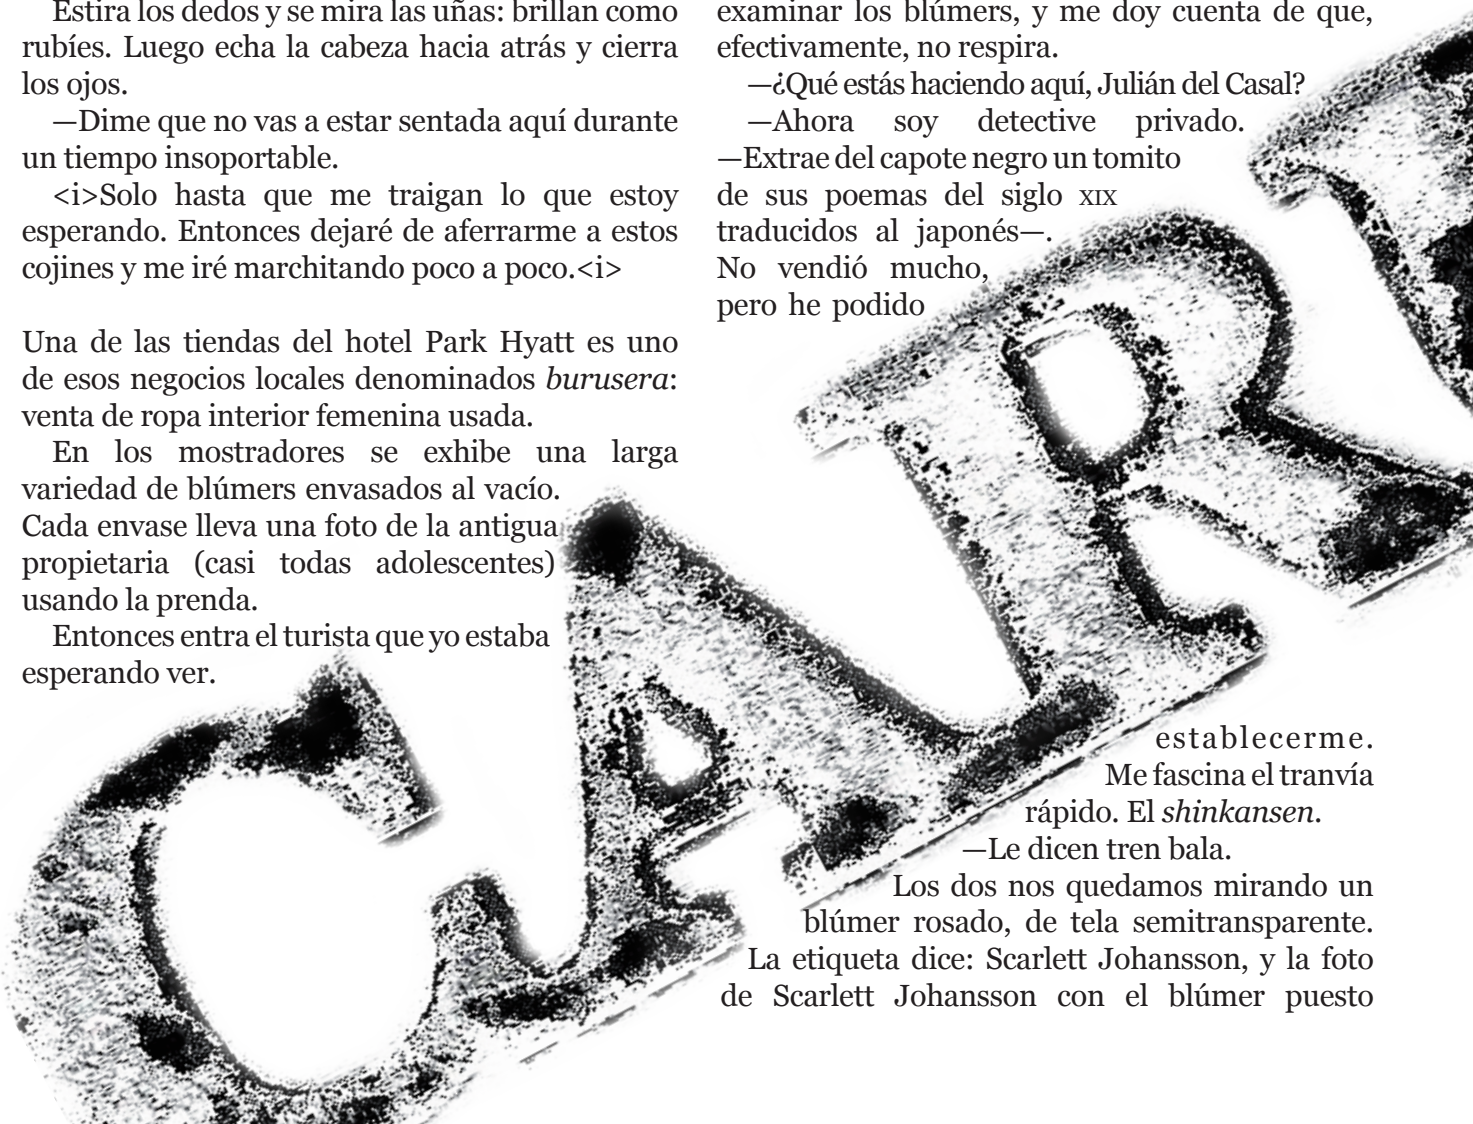 Estira los dedos y se mira las uñas: brillan como
rubíes. Luego echa la cabeza hacia atrás y cierra
los ojos.
—Dime que no vas a estar sentada aquí durante
un tiempo insoportable.
<i>Solo hasta que me traigan lo que estoy
esperando. Entonces dejaré de aferrarme a estos
cojines y me iré marchitando poco a poco.<i>
Una de las tiendas del hotel Park Hyatt es uno
de esos negocios locales denominados burusera:
venta de ropa interior femenina usada.
En los mostradores se exhibe una larga
variedad de blúmers envasados al vacío.
Cada envase lleva una foto de la antigua
propietaria (casi todas adolescentes)
usando la prenda.
Entonces entra el turista que yo estaba
esperando ver.
examinar los blúmers, y me doy cuenta de que,
efectivamente, no respira.
—¿Qué estás haciendo aquí, Julián del Casal?
—Ahora soy detective privado.
—Extrae del capote negro un tomito
de sus poemas del siglo XIX
traducidos al japonés—.
No vendió mucho,
pero he podido
establecerme.
Me fascina el tranvía
rápido. El shinkansen.
—Le dicen tren bala.
Los dos nos quedamos mirando un
blúmer rosado, de tela semitransparente.
La etiqueta dice: Scarlett Johansson, y la foto
de Scarlett Johansson con el blúmer puesto
CAR